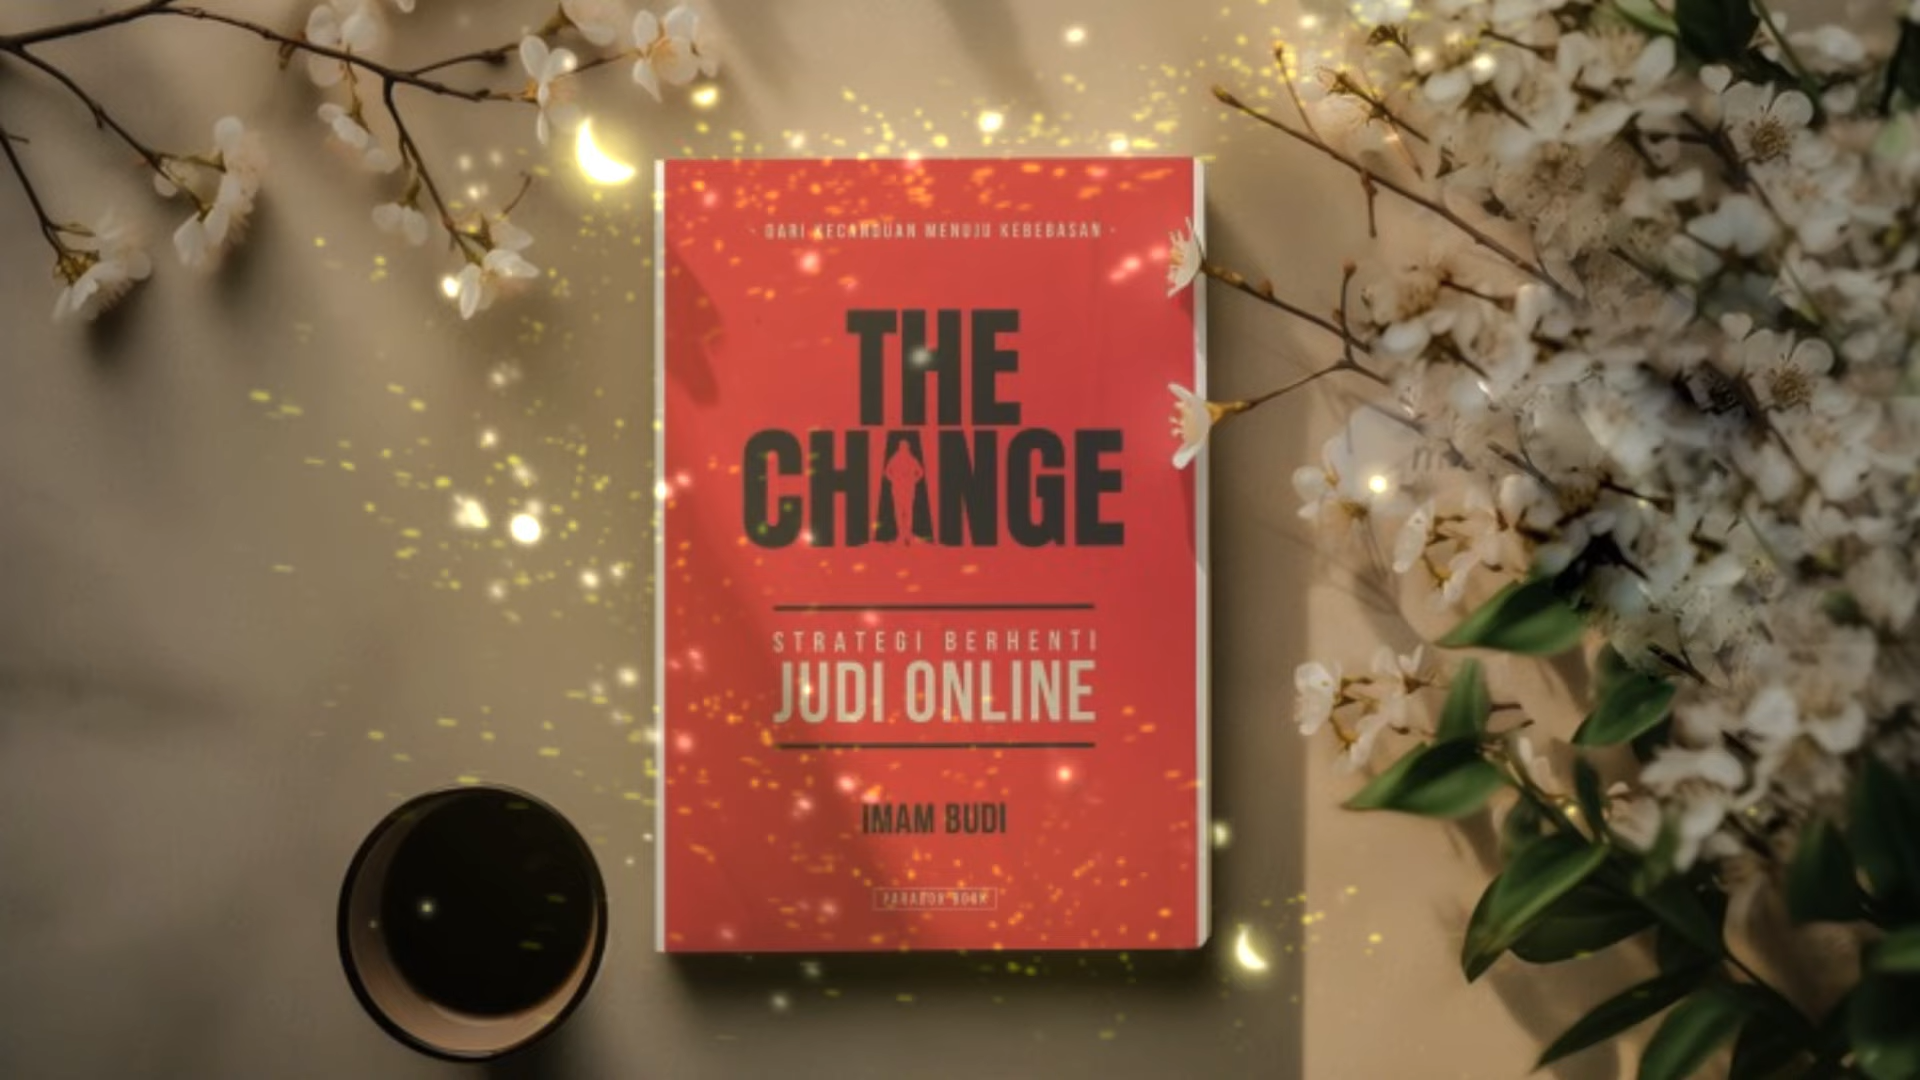 - DARI KECANDUAN MENUJU KEBEBASAN -
THE
CHANGE
STRATEGI BERHENTI
JUDI ONLINE
IMAM BUDI
PARADOX BOOK